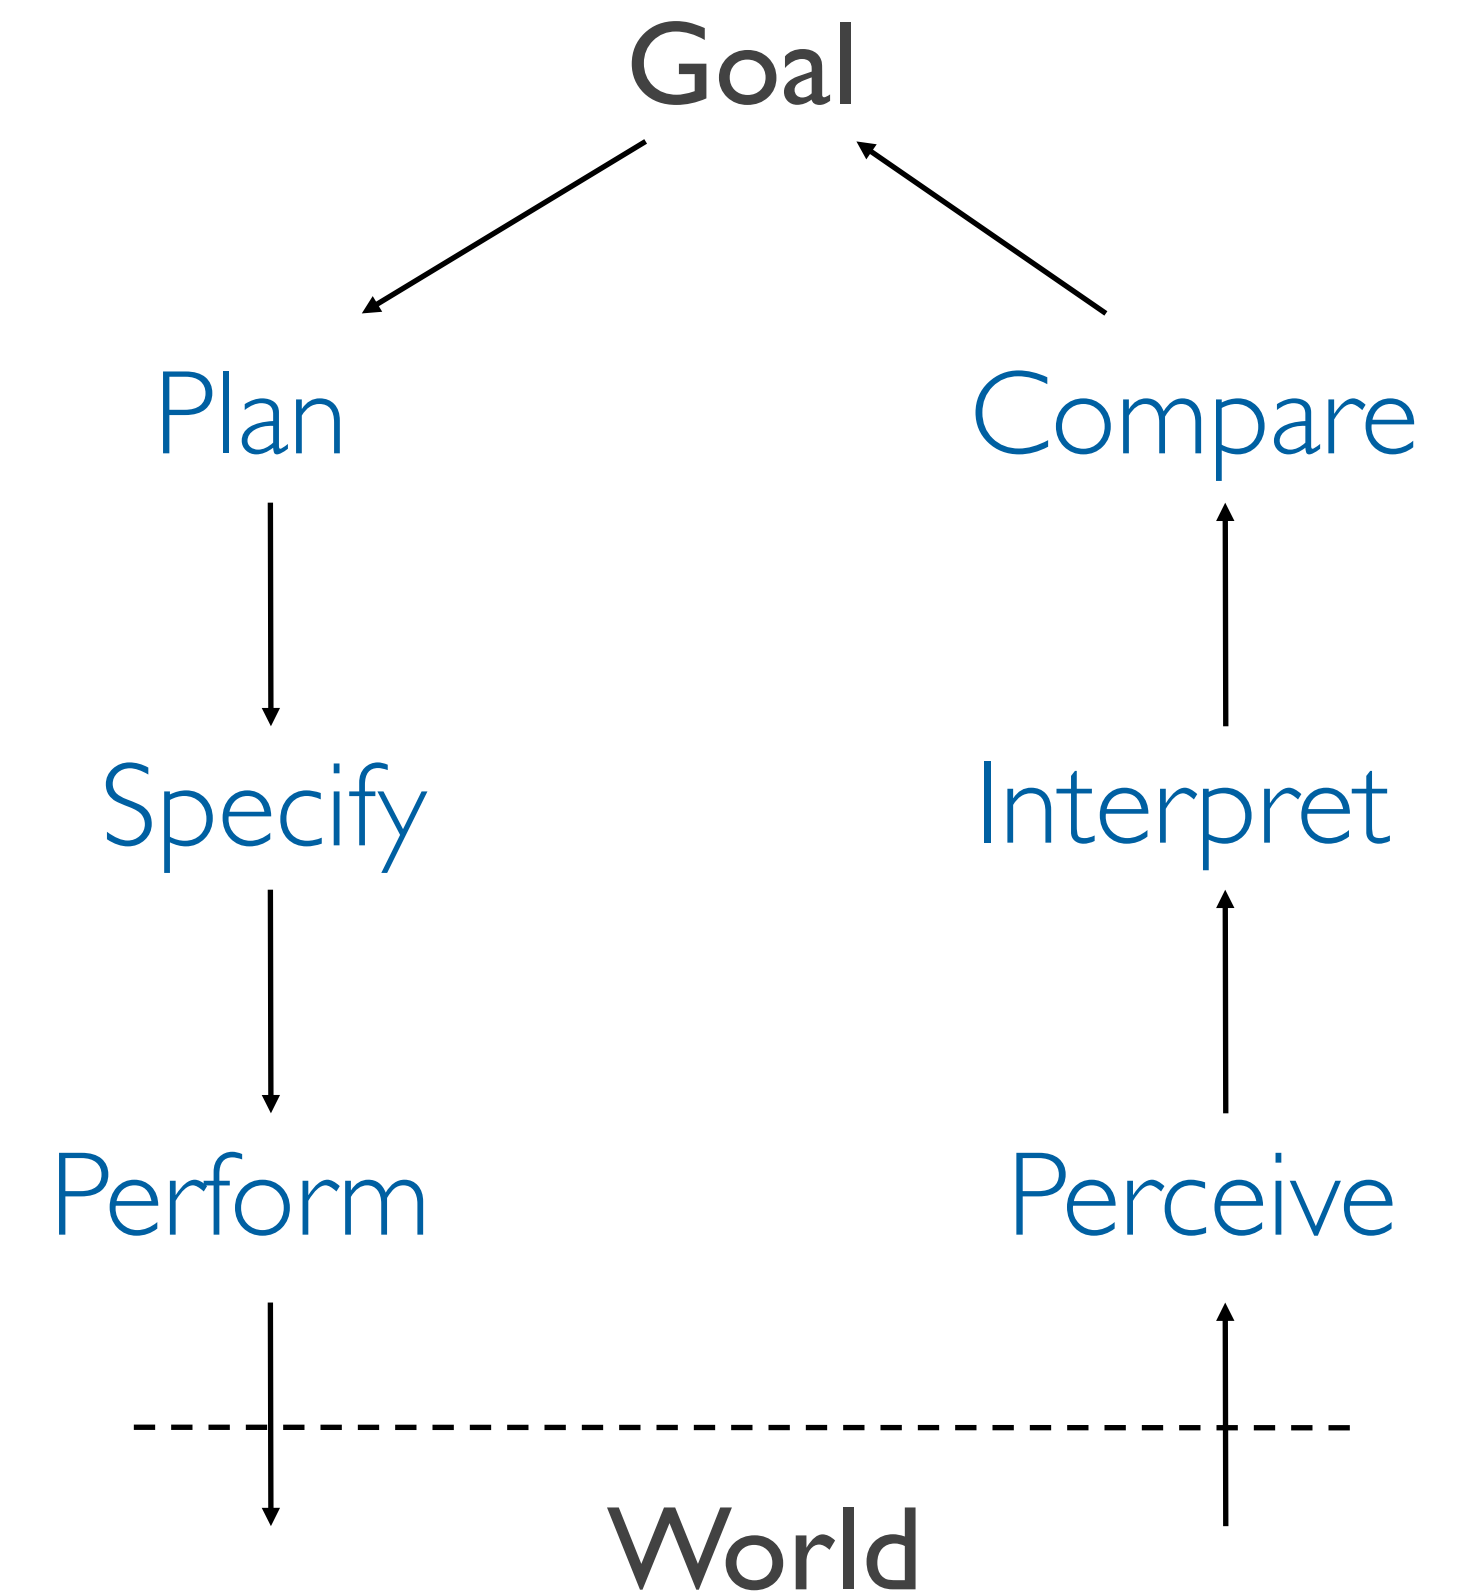 Goal
Plan
Compare
Specify
Interpret
Perform
Perceive
World